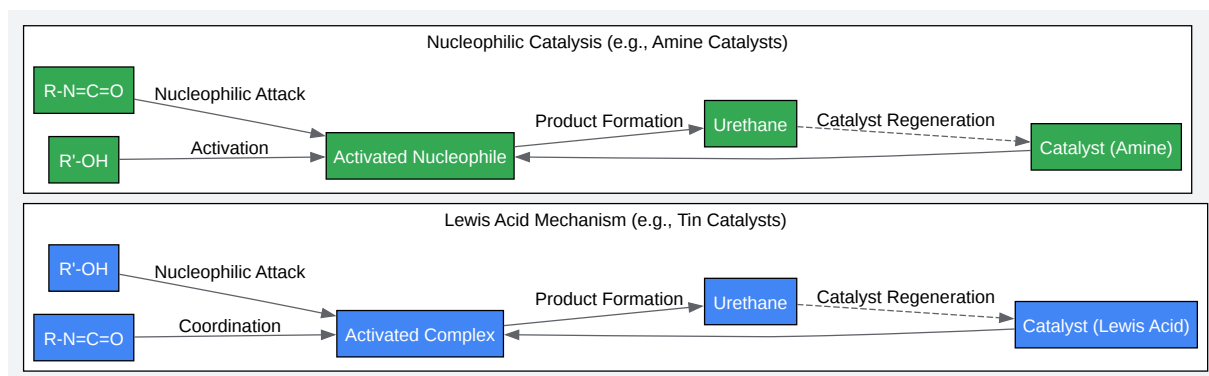 Nucleophilic Catalysis (e.g., Amine Catalysts)
R-N=C=O
Nucleophilic Attack
R'-OH
Activation
Activated Nucleophile
Product Formation
Urethane
Catalyst Regeneration
Catalyst (Amine)
Lewis Acid Mechanism (e.g., Tin Catalysts)
R'-OH
Nucleophilic Attack
R-N=C=O
Coordination
Activated Complex
Product Formation
Urethane
Catalyst Regeneration
Catalyst (Lewis Acid)